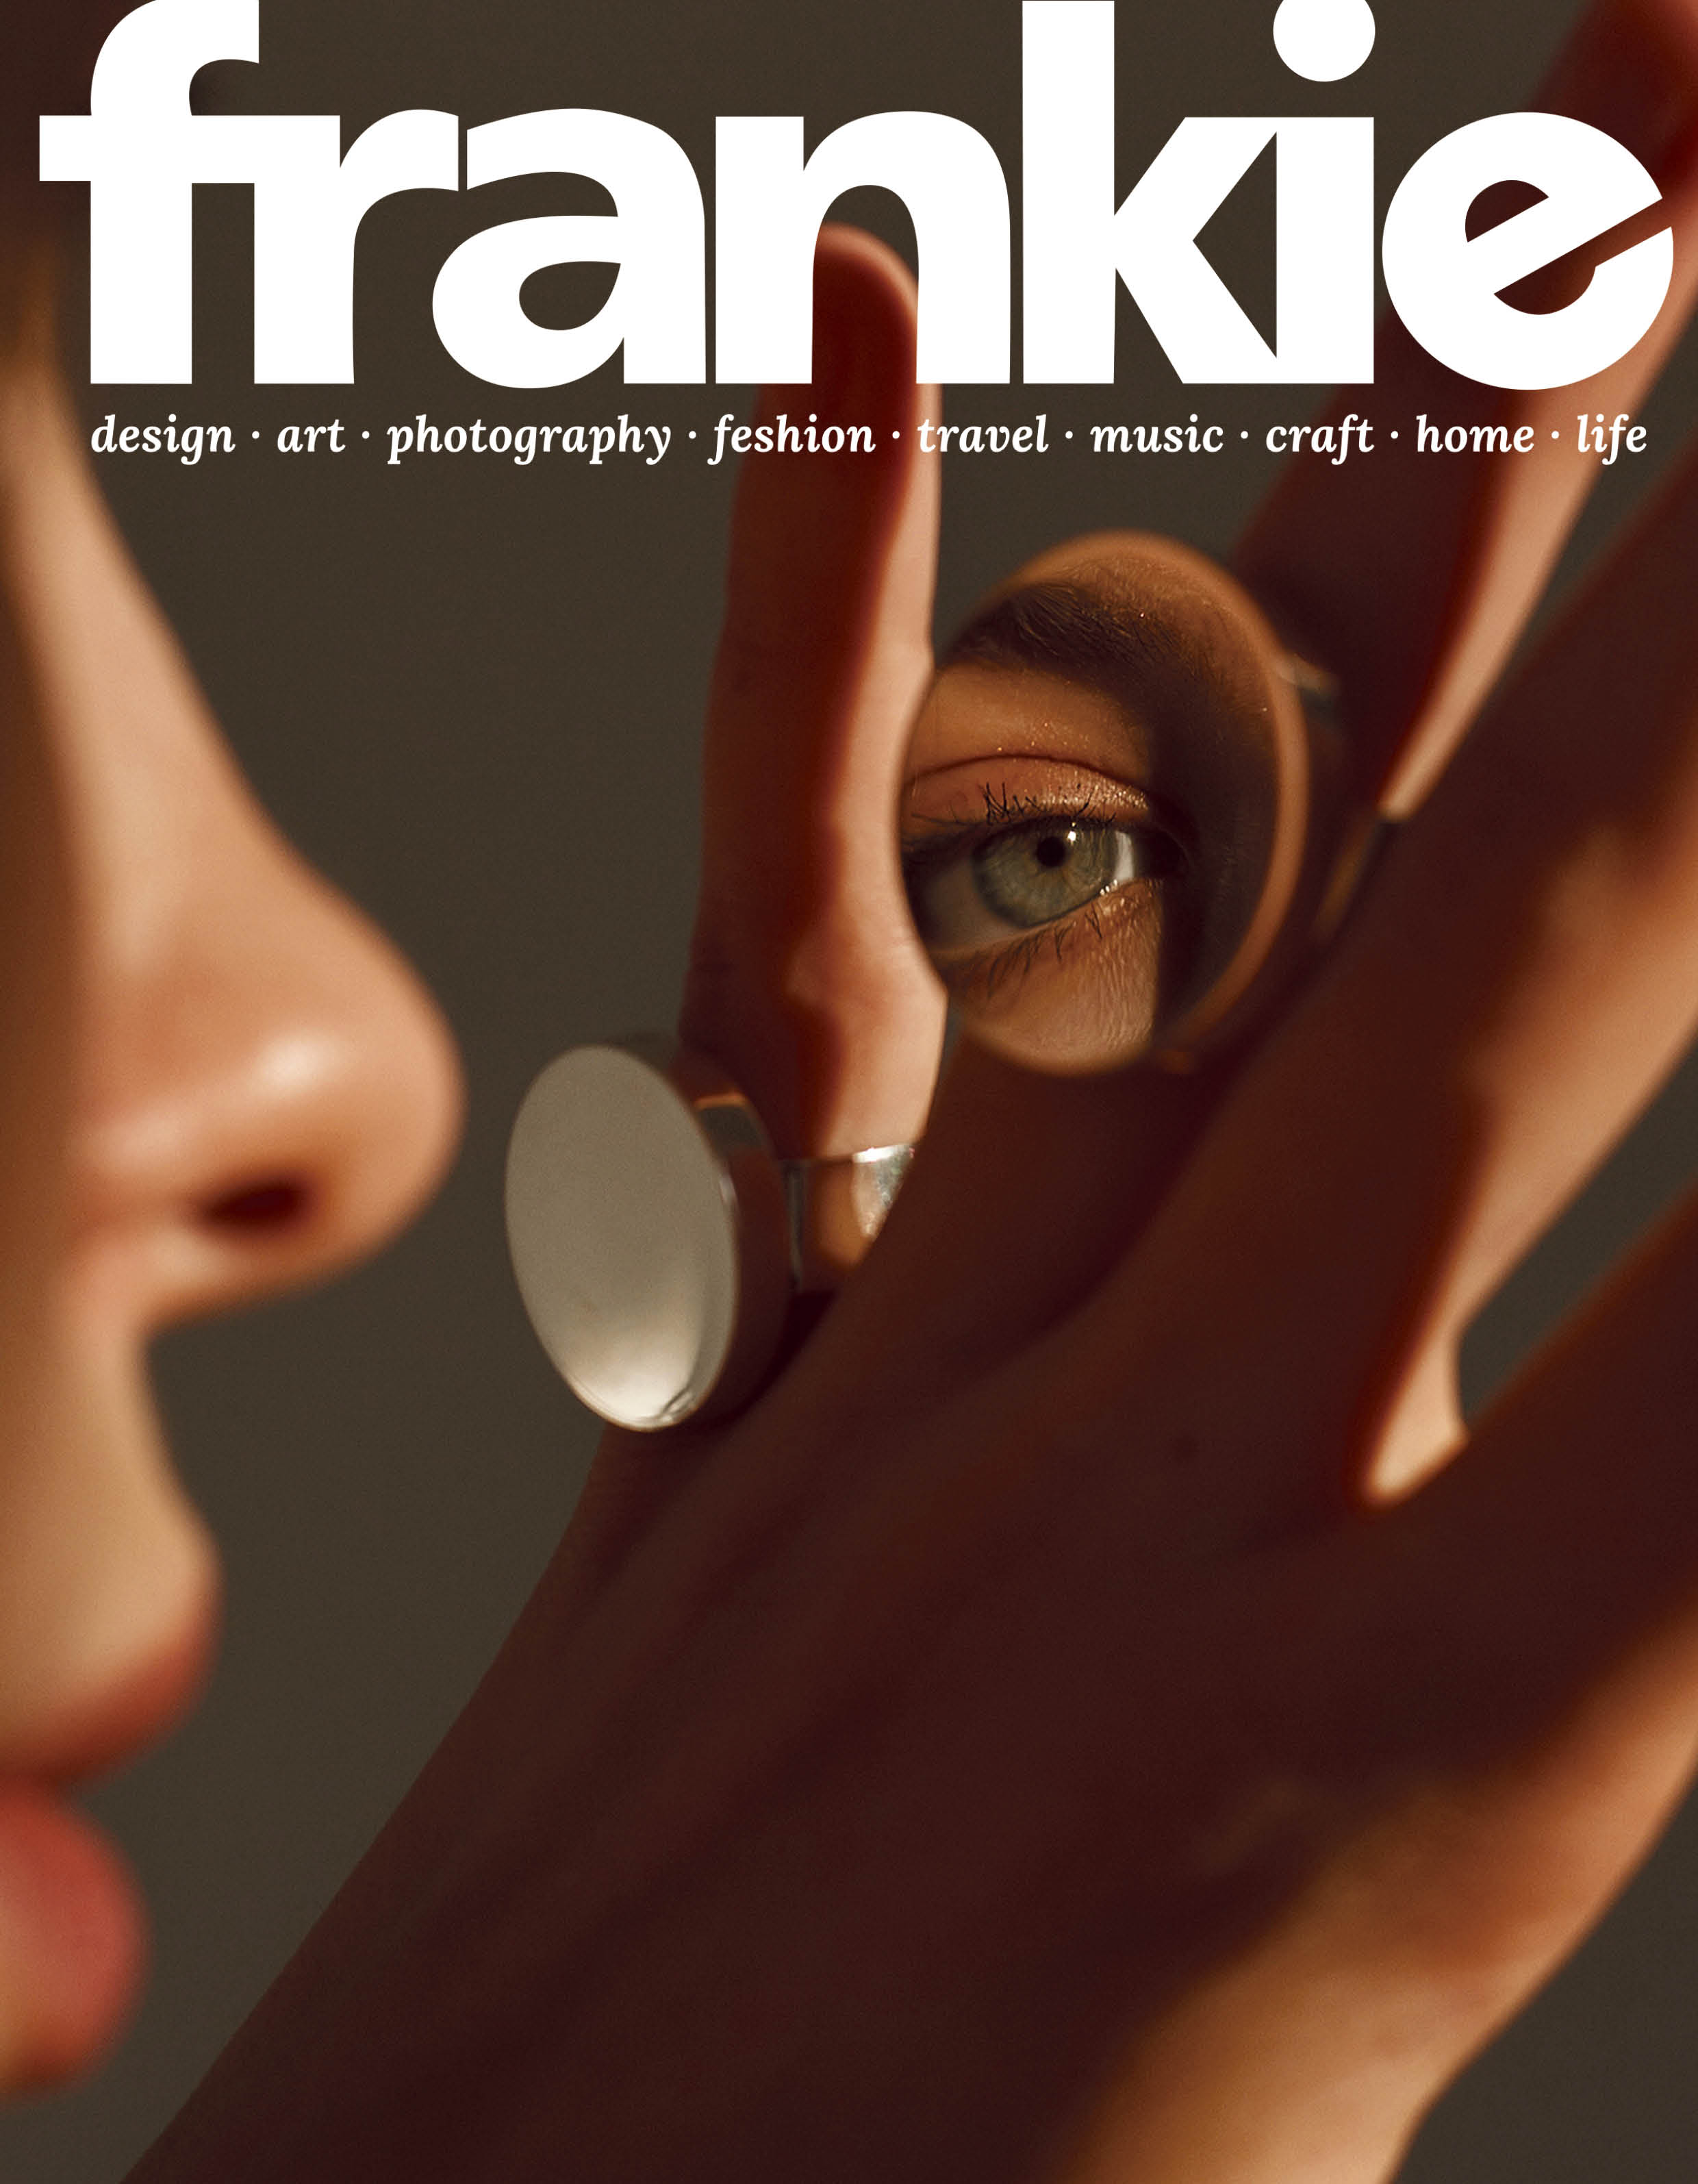 frankie
design · art · photography · feshion · travel · music · craft · home · life